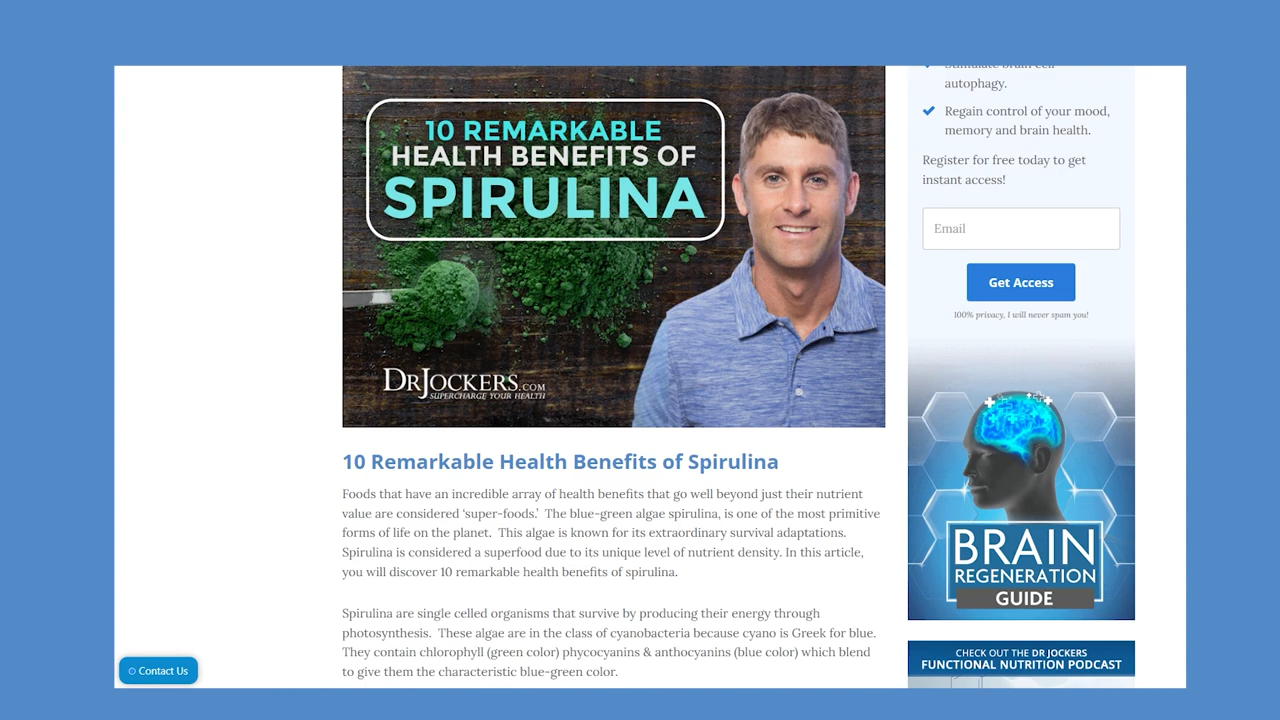 10 REMARKABLE
HEALTH BENEFITS OF
SPIRULINA
DRJOCKERS.COM
SUPERCHARGE YOUR HEALTH
10 Remarkable Health Benefits of Spirulina
Foods that have an incredible array of health benefits that go well beyond just their nutrient
value are considered ‘super-foods.’ The blue-green algae spirulina, is one of the most primitive
forms of life on the planet. This algae is known for its extraordinary survival adaptations.
Spirulina is considered a superfood due to its unique level of nutrient density. In this article,
you will discover 10 remarkable health benefits of spirulina.
Spirulina are single celled organisms that survive by producing their energy through
photosynthesis. These algae are in the class of cyanobacteria because cyano is Greek for blue.
They contain chlorophyll (green color) phycocyanins & anthocyanins (blue color) which blend
to give them the characteristic blue-green color.
Contact Us
Stimulate brain cell
autophagy.
Regain control of your mood,
memory and brain health.
Register for free today to get
instant access!
Email
Get Access
100% privacy, I will never spam you!
BRAIN
REGENERATION
GUIDE
CHECK OUT THE DR JOCKERS
FUNCTIONAL NUTRITION PODCAST